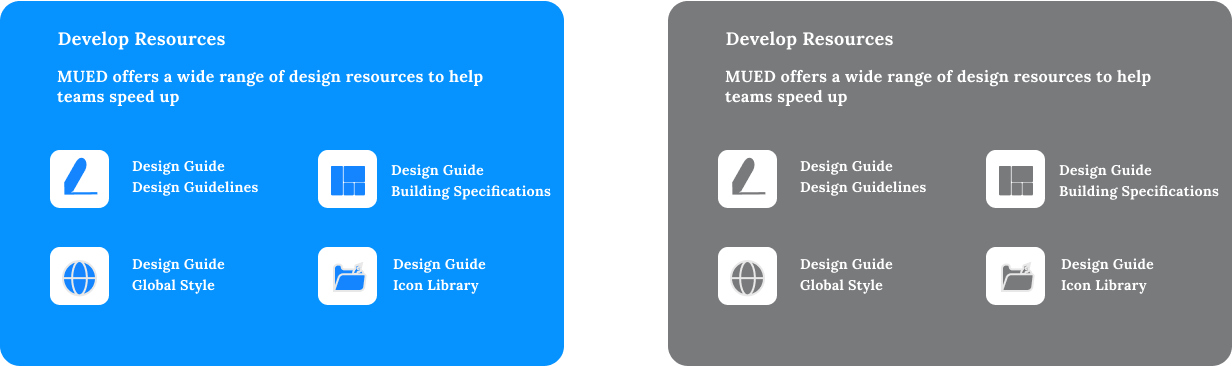 Develop Resources
MUED offers a wide range of design resources to help
teams speed up
Design Guide
Design Guidelines
Design Guide
Building Specifications
Design Guide
Global Style
Design Guide
Icon Library
Develop Resources
MUED offers a wide range of design resources to help
teams speed up
Design Guide
Design Guidelines
Design Guide
Building Specifications
Design Guide
Global Style
Design Guide
Icon Library